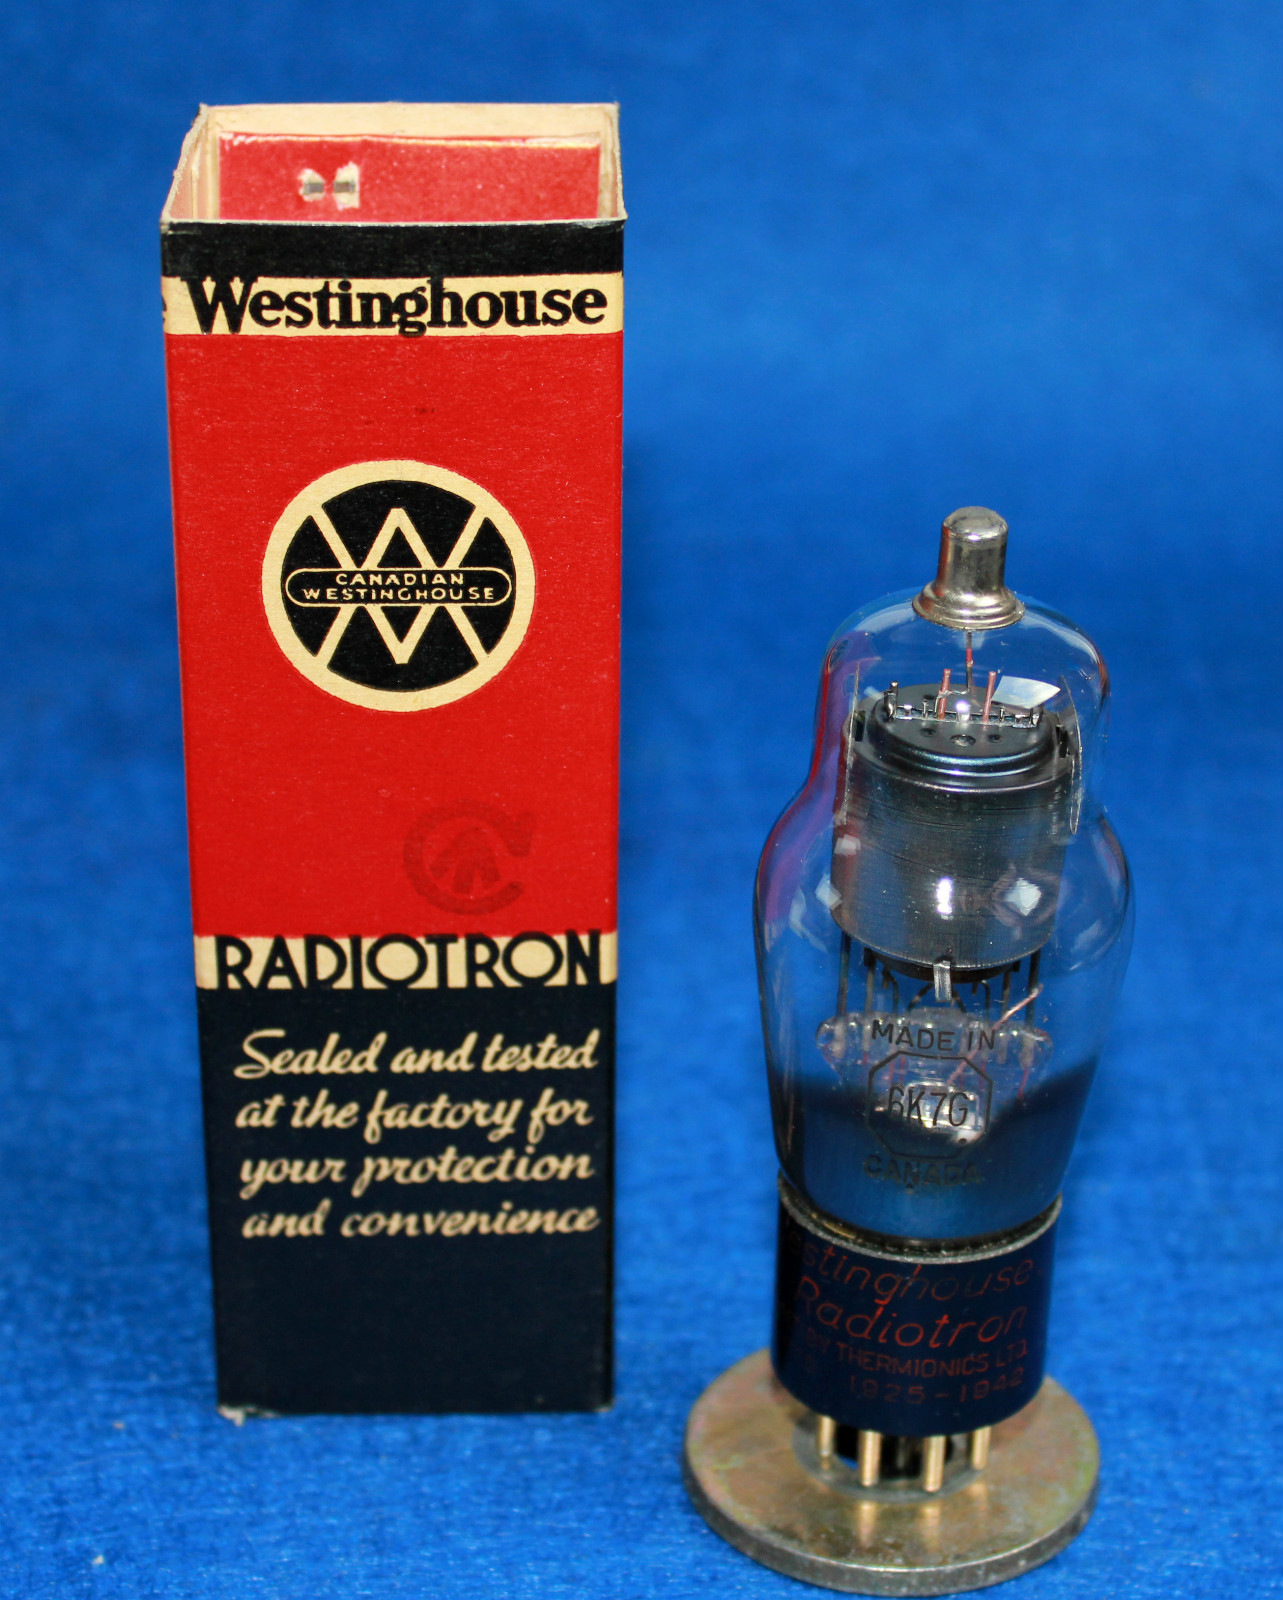 Westinghouse
CANADIAN
WESTINGHOUSE
RADIOTRON
Sealed and tested
at the factory for
your protection
and convenience
MADE IN
6K7G
CANADA
Radiotron
THERMIONICS LTD.
1925-1942